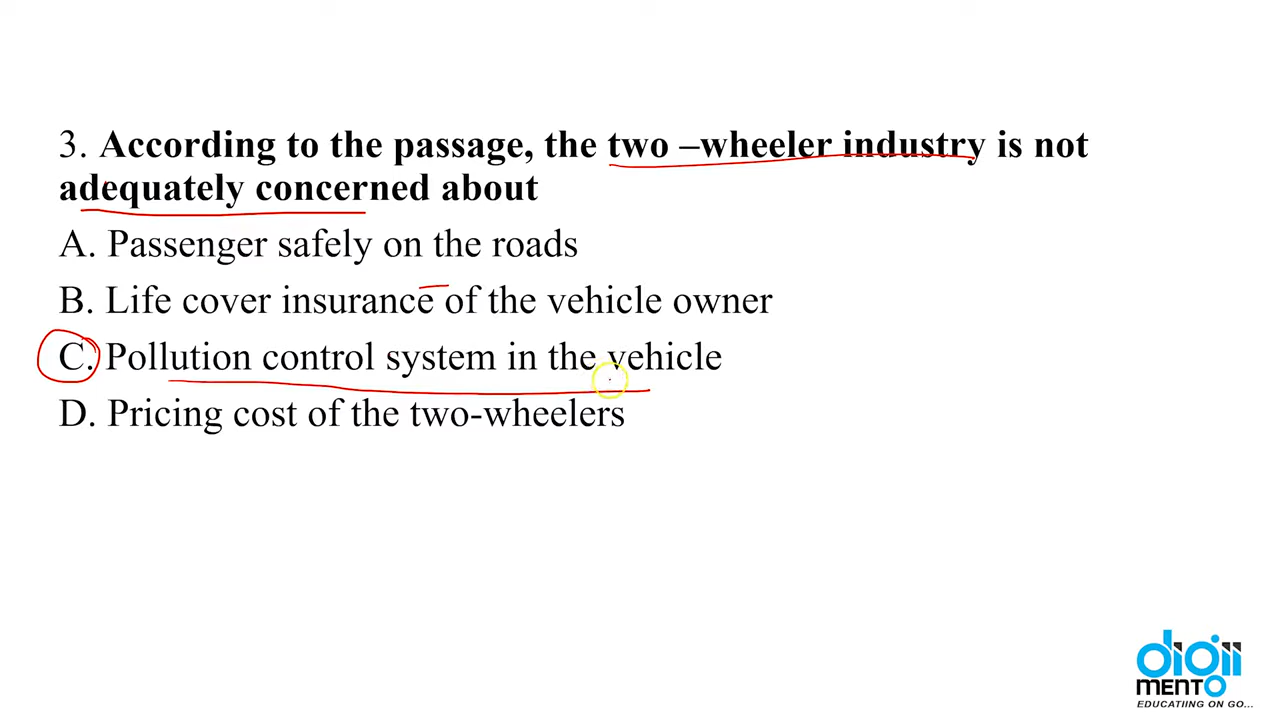 3. According to the passage, the two –wheeler industry is not
adequately concerned about
A. Passenger safely on the roads
B. Life cover insurance of the vehicle owner
C. Pollution control system in the vehicle
D. Pricing cost of the two-wheelers
digii
MENTO
EDUCATIING ON GO...